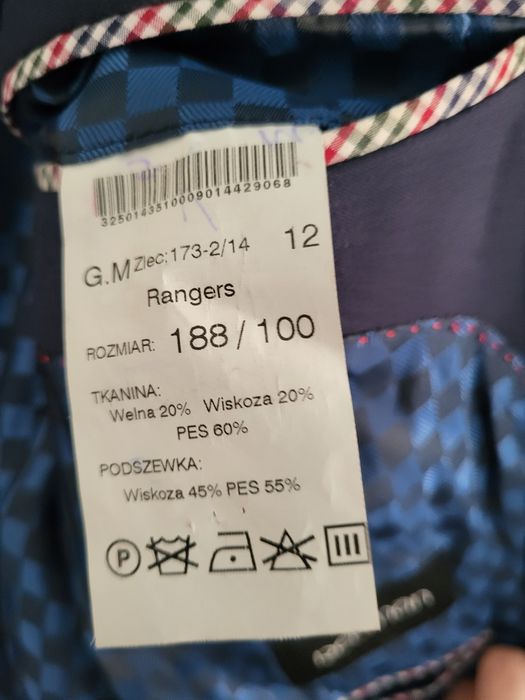 3250143510009014429068
G.M Zlec:173-2/14 12
Rangers
ROZMIAR: 188 / 100
TKANINA:
Wełna 20% Wiskoza 20%
PES 60%
PODSZEWKA:
Wiskoza 45% PES 55%
P